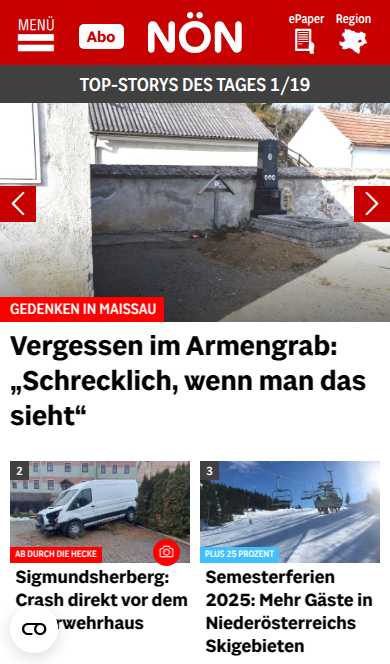 MENÜ
Abo
NÖN
ePaper
Region
TOP-STORYS DES TAGES 1/19
GEDENKEN IN MAISSAU
Vergessen im Armengrab:
„Schrecklich, wenn man das
sieht“
2
AB DURCH DIE HECKE
Sigmundsherberg:
Crash direkt vor dem
erwehrhaus
3
PLUS 25 PROZENT
Semesterferien
2025: Mehr Gäste in
Niederösterreichs
Skigebieten